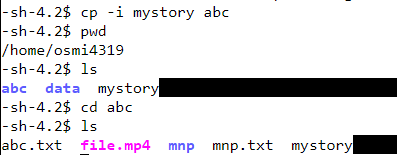 -sh-4.2$ cp -i mystory abc
-sh-4.2$ pwd
/home/osmi4319
-sh-4.2$ ls
abc  data  mystory
-sh-4.2$ cd abc
-sh-4.2$ ls
abc.txt  file.mp4  mnp  mnp.txt  mystory